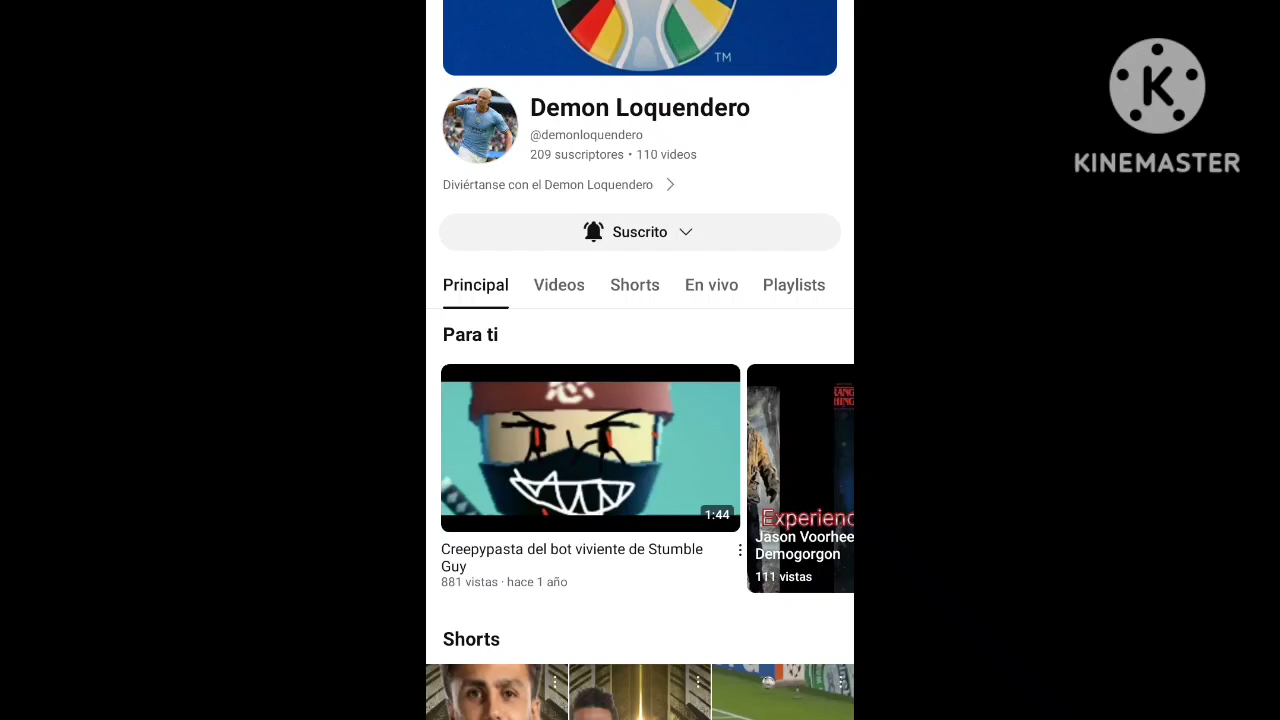 TM
Demon Loquendero
@demonloquendero
209 suscriptores • 110 videos
Diviértanse con el Demon Loquendero
Suscrito
Principal Videos Shorts En vivo Playlists
Para ti
1:44
Creepypasta del bot viviente de Stumble
Guy
881 vistas · hace 1 año
Experienc
Jason Voorhee
Demogorgon
111 vistas
Shorts
K
KINEMASTER